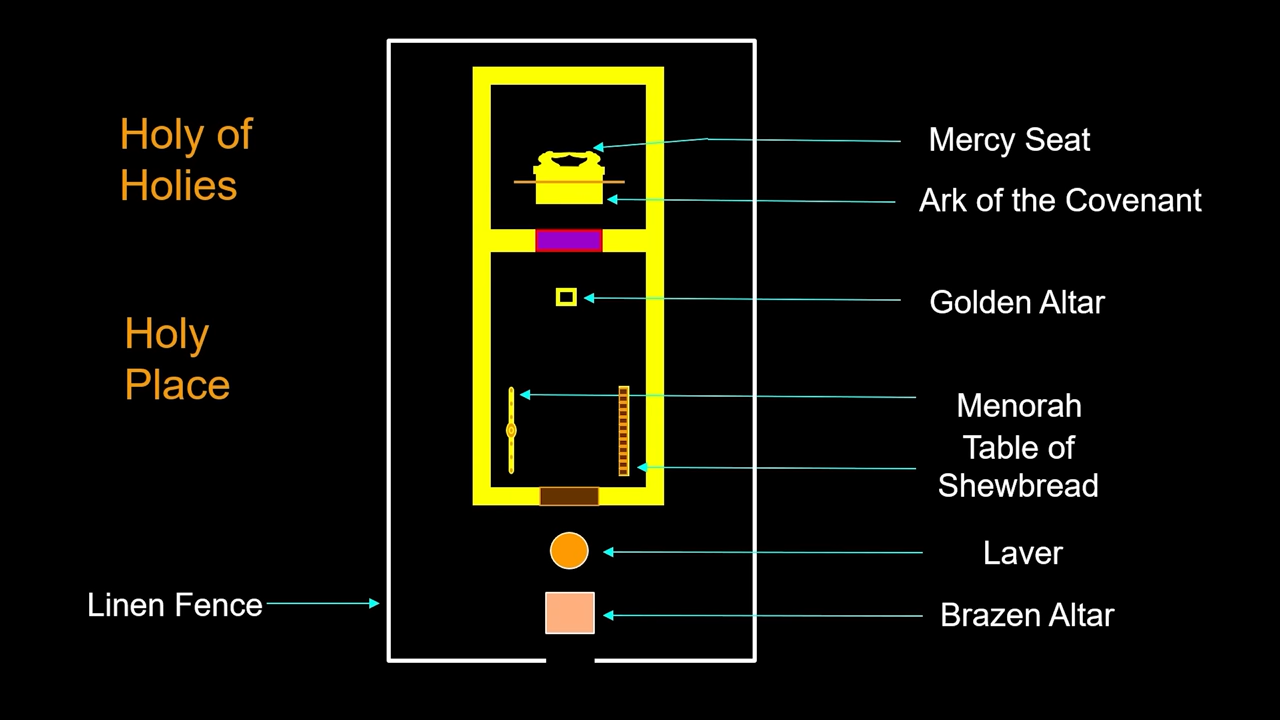 Holy of
Holies
Mercy Seat
Ark of the Covenant
Golden Altar
Holy
Place
Menorah
Table of
Shewbread
Laver
Linen Fence
Brazen Altar